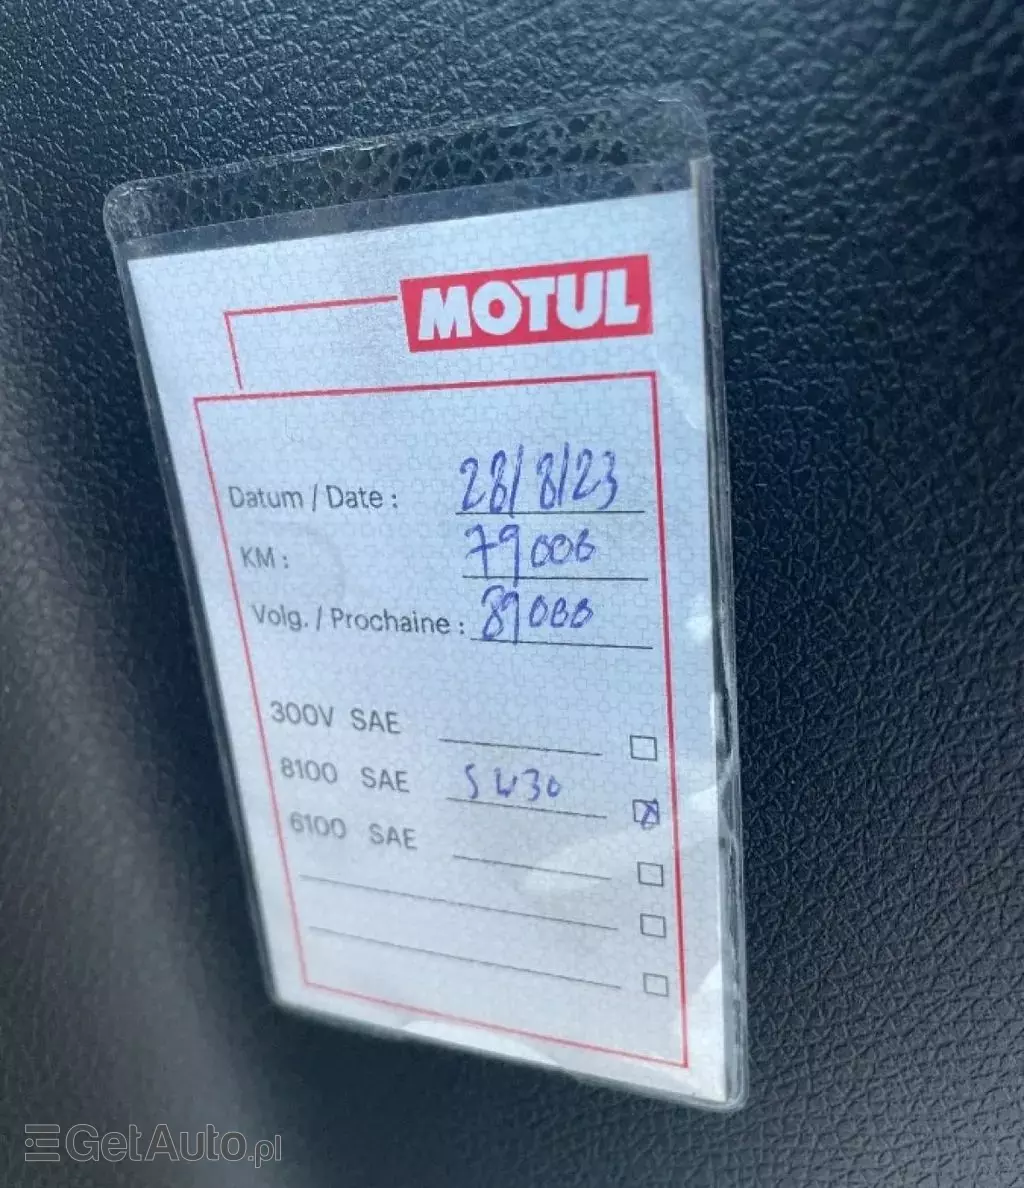 MOTUL
Datum / Date : 28/8/23
KM : 79000
Volg. / Prochaine : 89000
300V SAE
8100 SAE 5W30
6100 SAE
GetAuto.pl